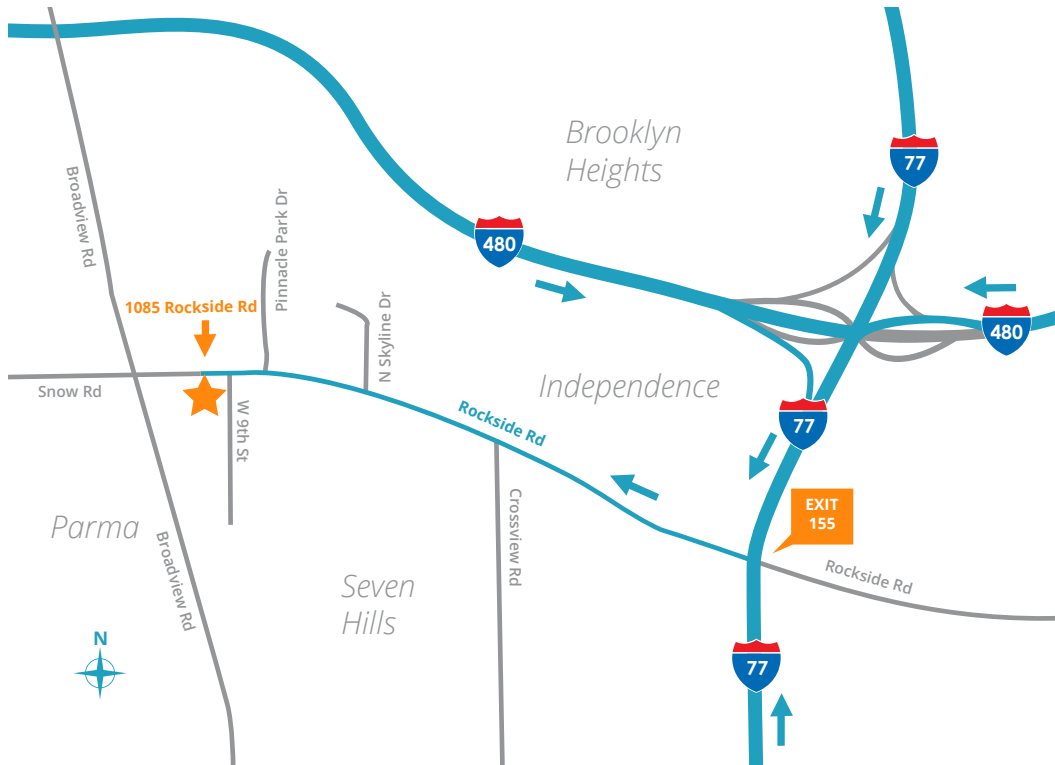 Brooklyn
Heights
77
Broadview Rd
Pinnacle Park Dr
480
1085 Rockside Rd
N Skyline Dr
480
Independence
Snow Rd
W 9th St
Rockside Rd
77
Crossview Rd
EXIT
155
Parma
Broadview Rd
Seven
Hills
Rockside Rd
N
77